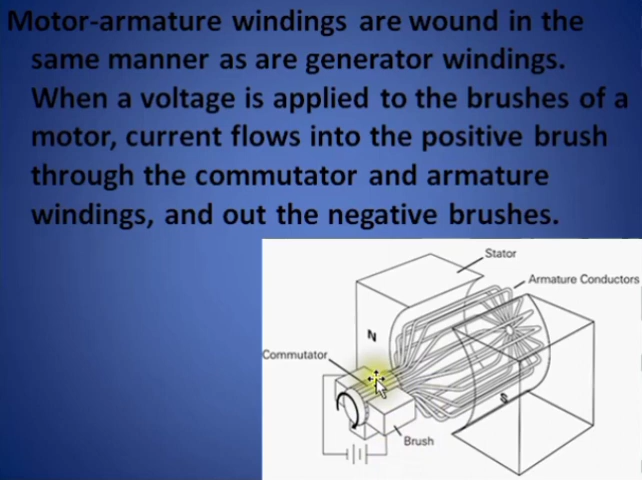 Motor-armature windings are wound in the
same manner as are generator windings.
When a voltage is applied to the brushes of a
motor, current flows into the positive brush
through the commutator and armature
windings, and out the negative brushes.
Stator
Armature Conductors
N
Commutator
S
Brush